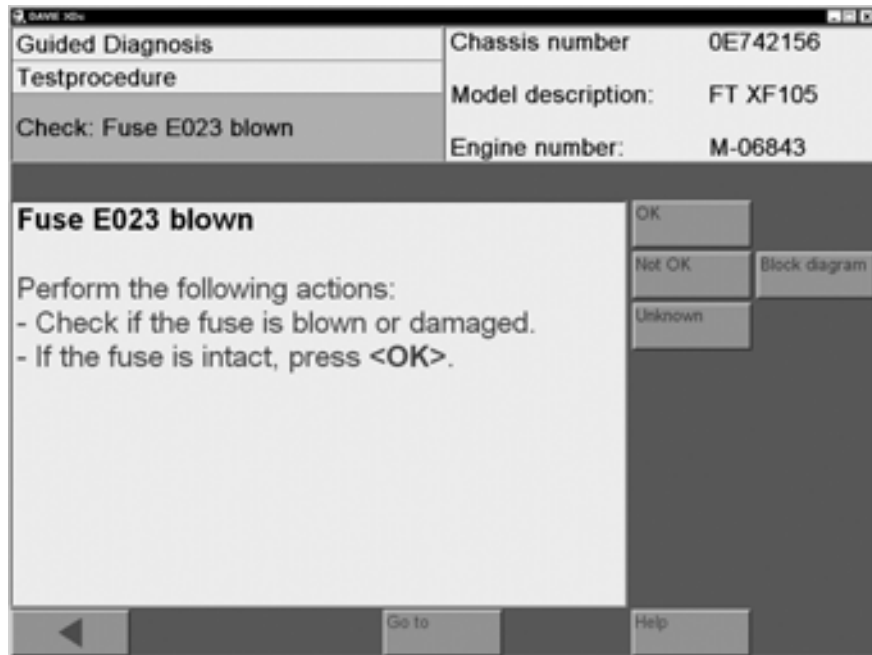 DAVIE XDc
Guided Diagnosis
Testprocedure
Check: Fuse E023 blown
Chassis number 0E742156
Model description: FT XF105
Engine number: M-06843
Fuse E023 blown
Perform the following actions:
- Check if the fuse is blown or damaged.
- If the fuse is intact, press <OK>.
OK
Not OK
Block diagram
Unknown
Go to
Help